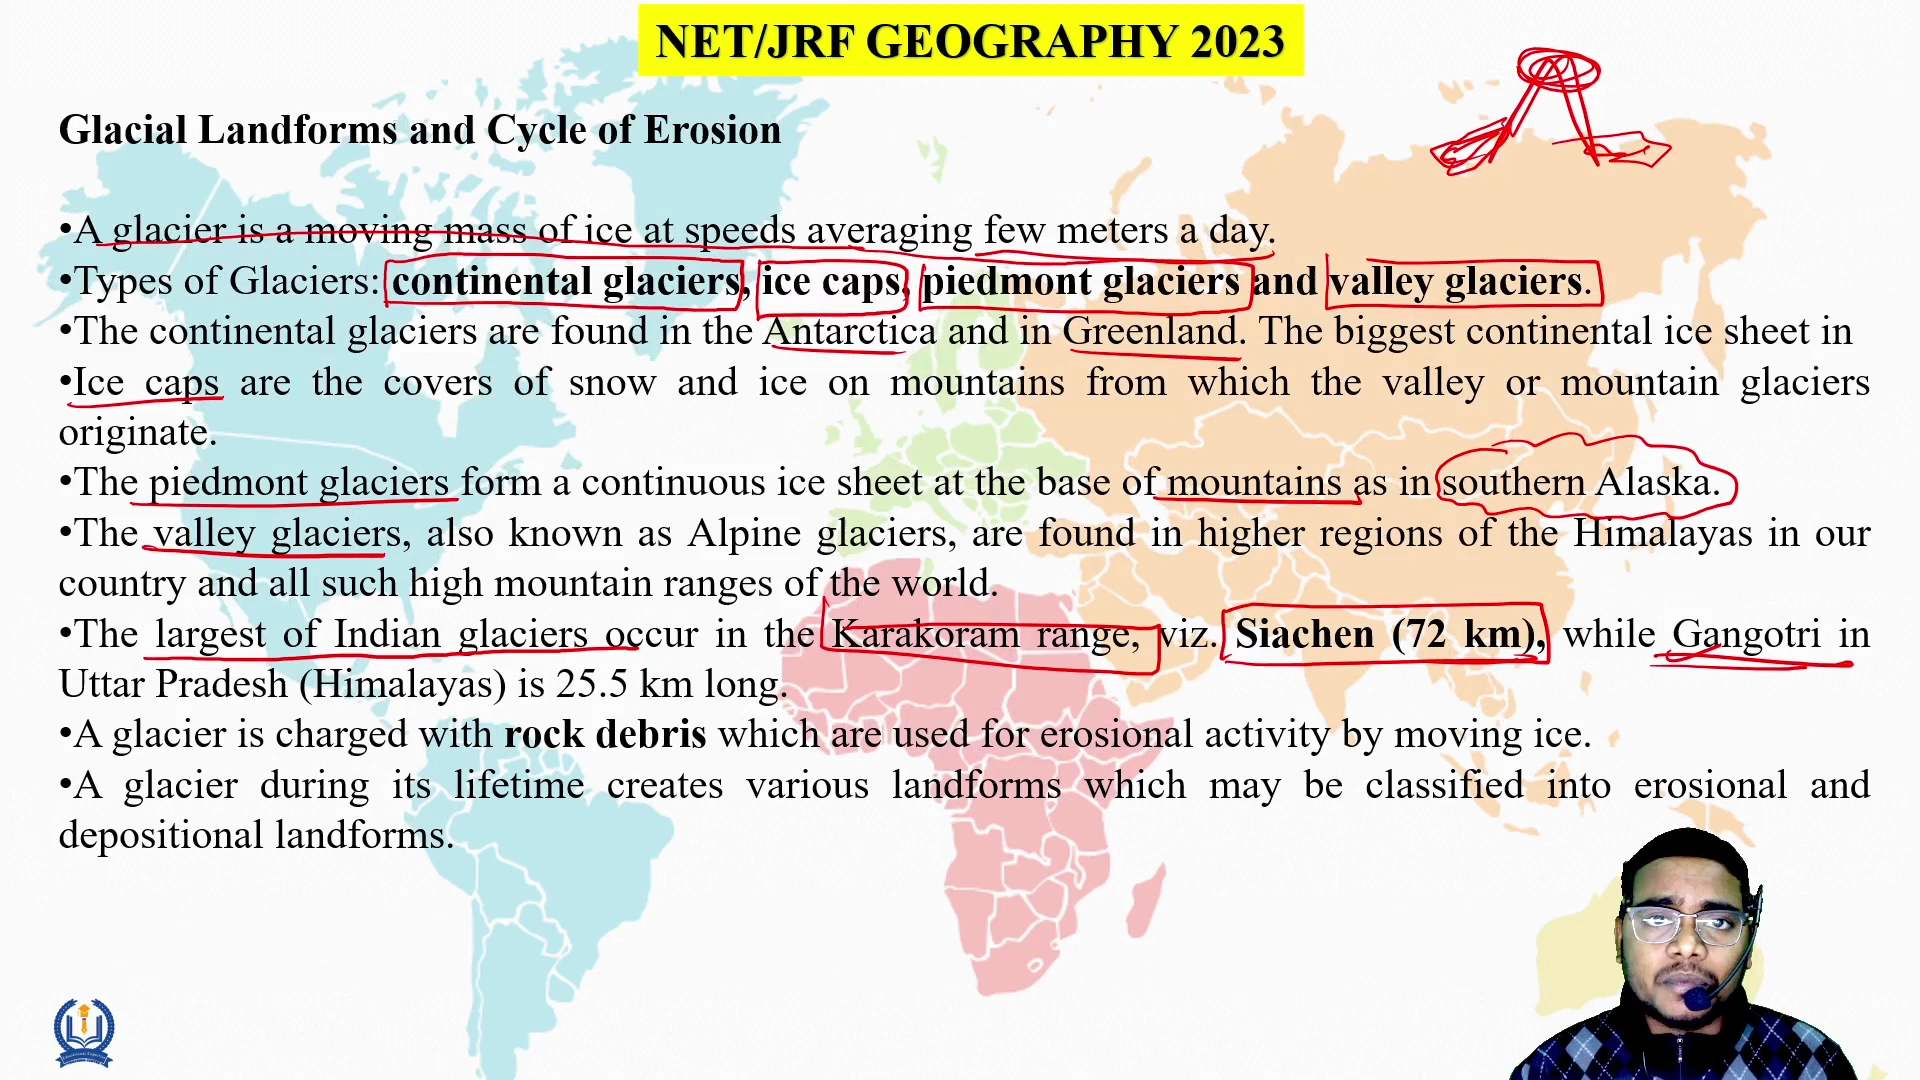 NET/JRF GEOGRAPHY 2023
Glacial Landforms and Cycle of Erosion
•A glacier is a moving mass of ice at speeds averaging few meters a day.
•Types of Glaciers: continental glaciers, ice caps, piedmont glaciers and valley glaciers.
•The continental glaciers are found in the Antarctica and in Greenland. The biggest continental ice sheet in
•Ice caps are the covers of snow and ice on mountains from which the valley or mountain glaciers
originate.
•The piedmont glaciers form a continuous ice sheet at the base of mountains as in southern Alaska.
•The valley glaciers, also known as Alpine glaciers, are found in higher regions of the Himalayas in our
country and all such high mountain ranges of the world.
•The largest of Indian glaciers occur in the Karakoram range, viz. Siachen (72 km), while Gangotri in
Uttar Pradesh (Himalayas) is 25.5 km long.
•A glacier is charged with rock debris which are used for erosional activity by moving ice.
•A glacier during its lifetime creates various landforms which may be classified into erosional and
depositional landforms.